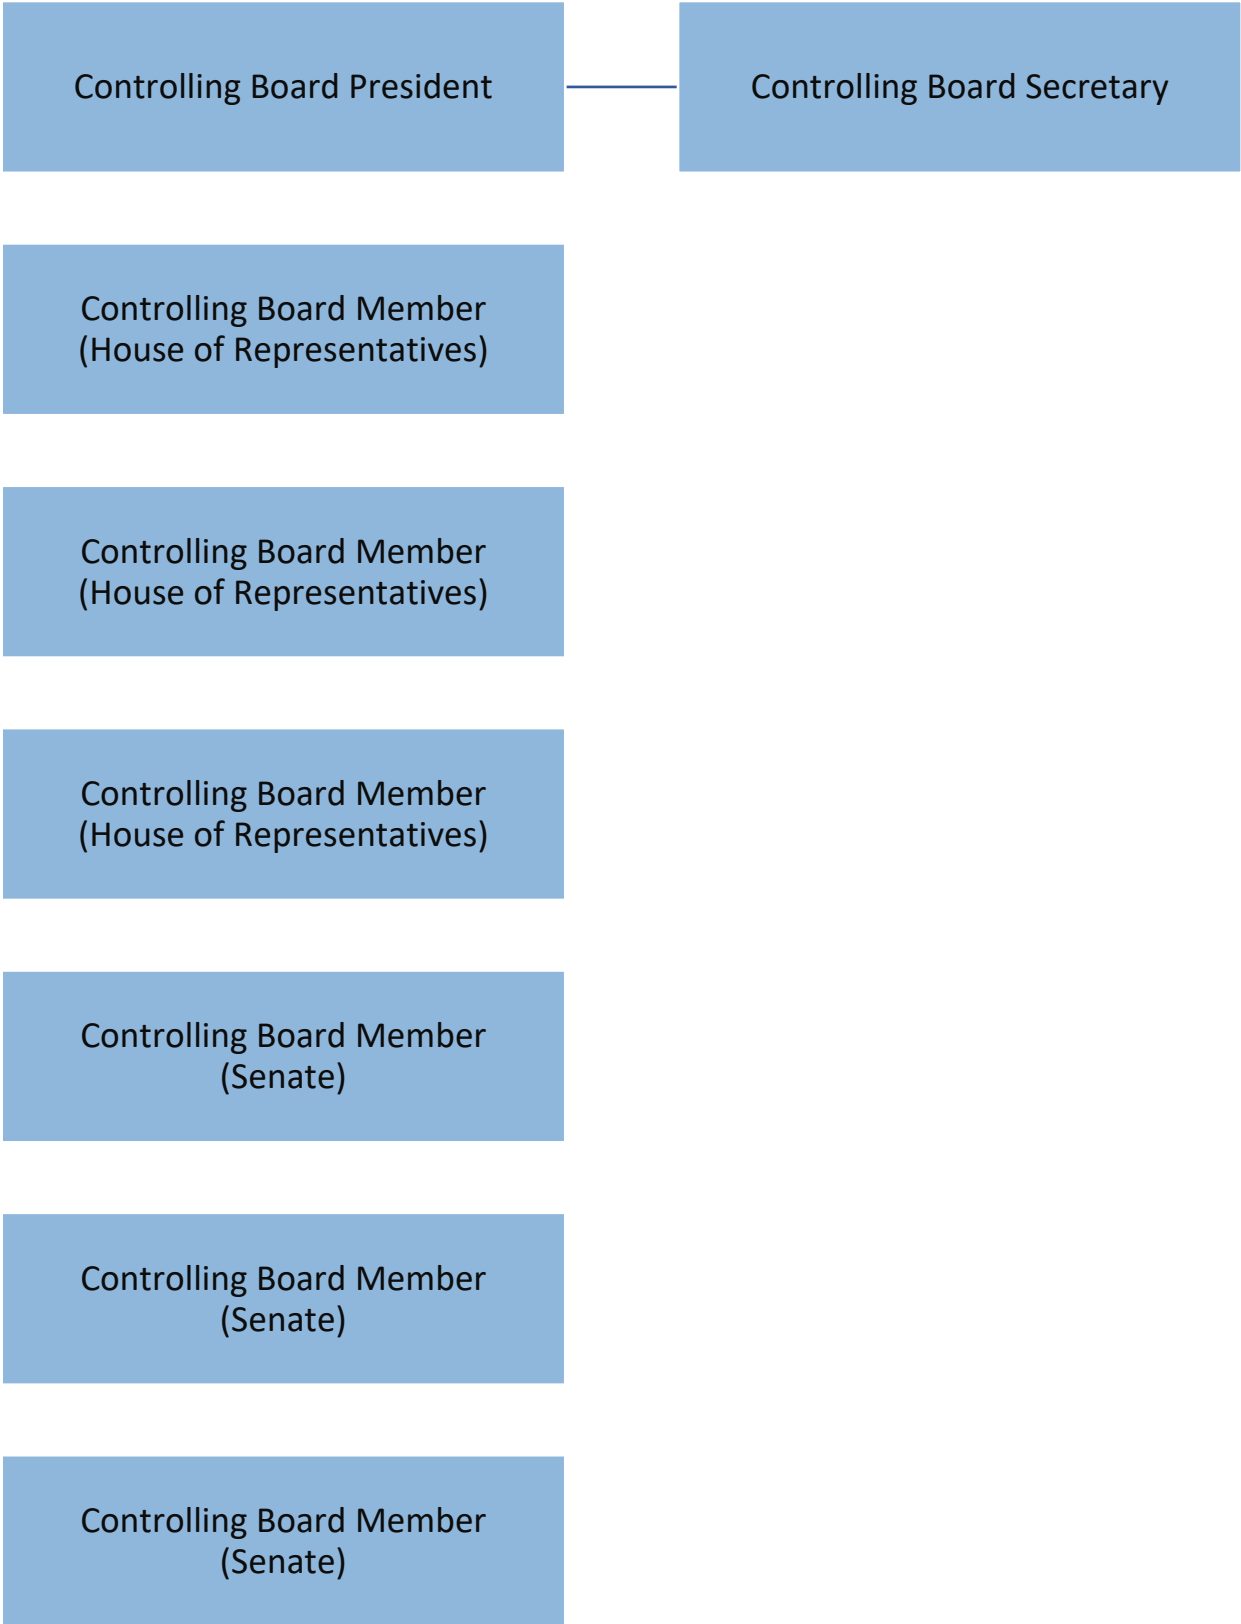 Controlling Board President
Controlling Board Secretary
Controlling Board Member
(House of Representatives)
Controlling Board Member
(House of Representatives)
Controlling Board Member
(House of Representatives)
Controlling Board Member
(Senate)
Controlling Board Member
(Senate)
Controlling Board Member
(Senate)